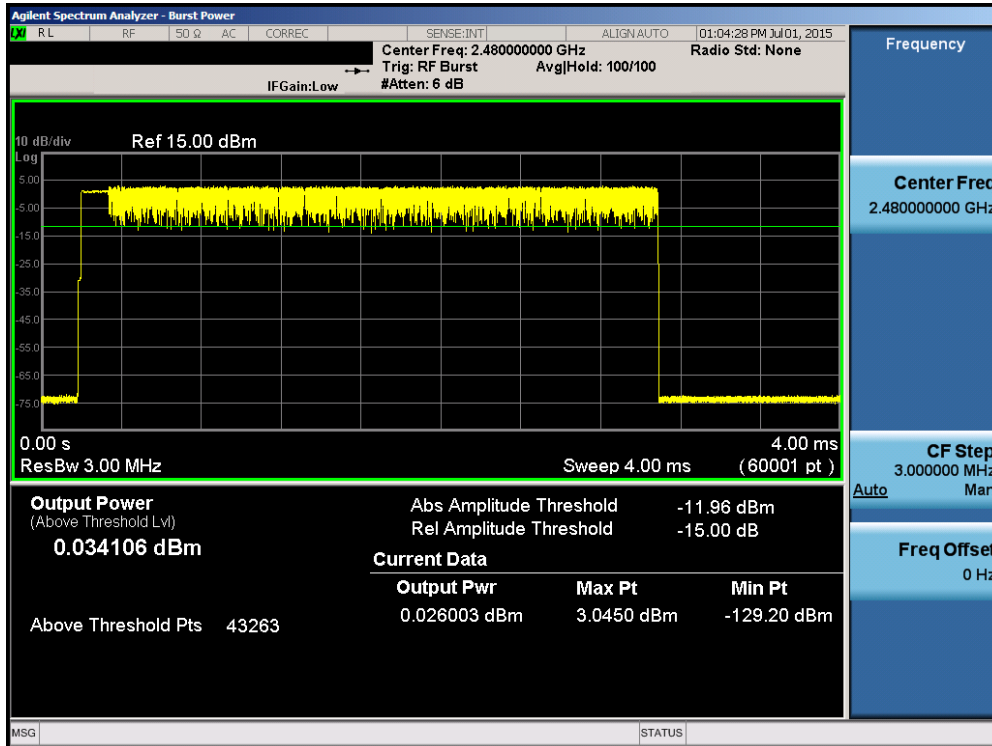 Agilent Spectrum Analyzer - Burst Power
LXI RL RF 50 Ω AC CORREC SENSE:INT ALIGN AUTO 01:04:28 PM Jul 01, 2015
Center Freq: 2.480000000 GHz Radio Std: None
Trig: RF Burst Avg|Hold: 100/100
IFGain:Low #Atten: 6 dB
10 dB/div Ref 15.00 dBm
Log
5.00
-5.00
-15.0
-25.0
-35.0
-45.0
-55.0
-65.0
-75.0
0.00 s 4.00 ms
ResBw 3.00 MHz Sweep 4.00 ms (60001 pt)
Output Power
(Above Threshold Lvl)
0.034106 dBm
Above Threshold Pts 43263
Abs Amplitude Threshold -11.96 dBm
Rel Amplitude Threshold -15.00 dB
Current Data
Output Pwr Max Pt Min Pt
0.026003 dBm 3.0450 dBm -129.20 dBm
MSG STATUS
Frequency
Center Freq
2.480000000 GHz
CF Step
3.000000 MHz
Auto Man
Freq Offset
0 Hz